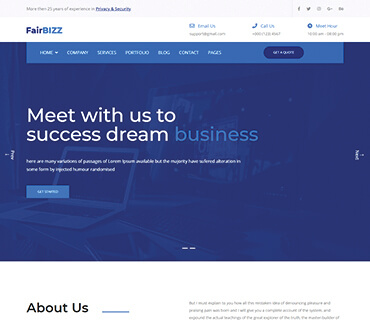 More then 25 years of experience in Privacy & Security
FairBIZZ
Email Us
support@gmail.com
Call Us
+099 (123) 4567
Meet Hour
10:00 am - 08:00 pm
HOME COMPANY SERVICES PORTFOLIO BLOG CONTACT PAGES
GET A QUOTE
Meet with us to
success dream business
here are many variations of passages of Lorem Ipsum available but the majority have sufered alteration in
some form by injected humour randomised
GET STARTED
Prev
Next
About Us
But I must explain to you how all this mistaken idea of denouncing pleasure and
praising pain was born and I will give you a complete account of the system, and
expound the actual teachings of the great explorer of the truth, the master-builder of